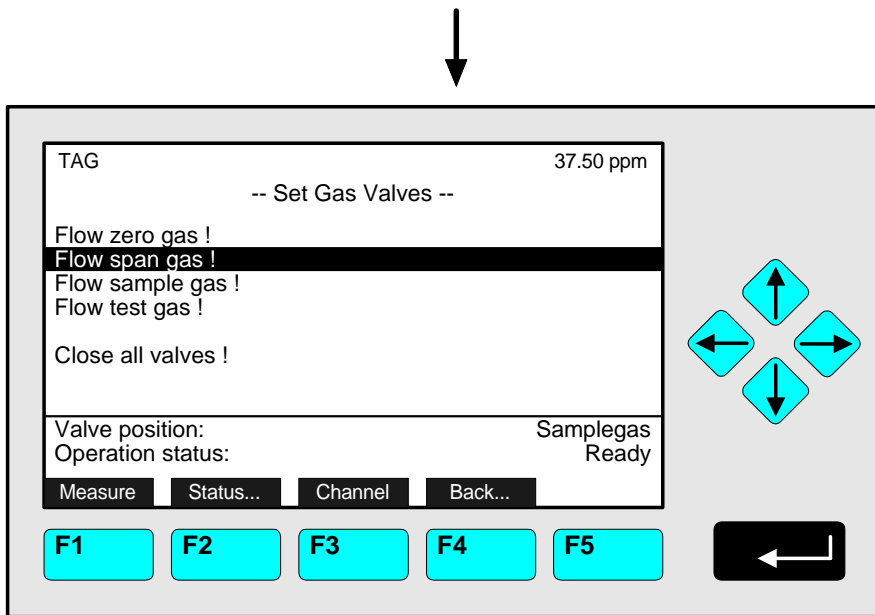 TAG 37.50 ppm
-- Set Gas Valves --
Flow zero gas !
Flow span gas !
Flow sample gas !
Flow test gas !
Close all valves !
Valve position: Samplegas
Operation status: Ready
Measure Status... Channel Back...
F1 F2 F3 F4 F5